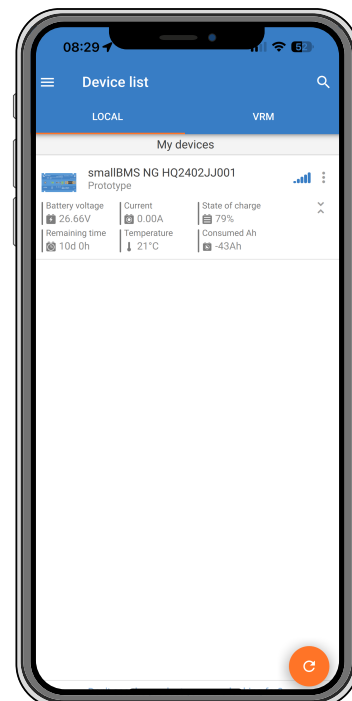 08:29
52
Device list
LOCAL VRM
My devices
smallBMS NG HQ2402JJ001
Prototype
Battery voltage Current State of charge
26.66V 0.00A 79%
Remaining time Temperature Consumed Ah
10d 0h 21°C -43Ah